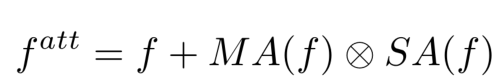 f^{att} = f + MA(f) ⊗ SA(f)